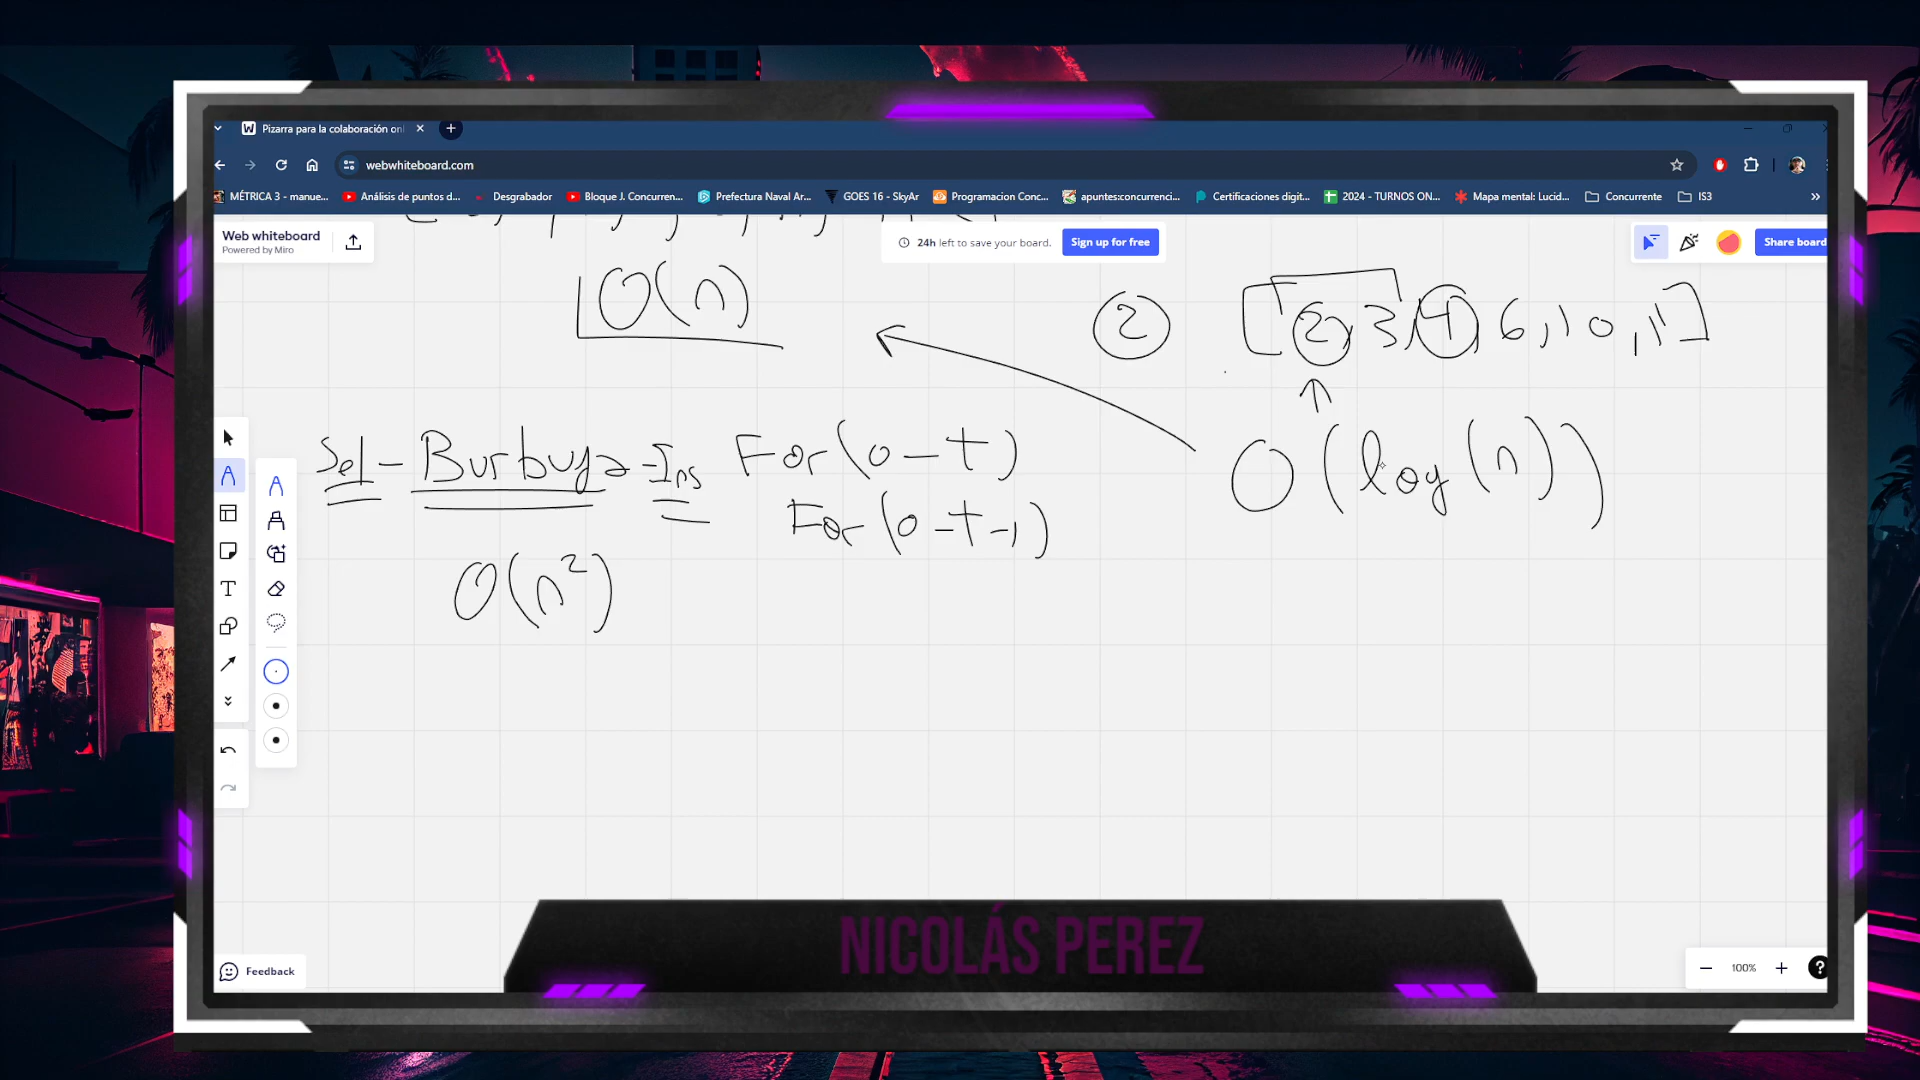 Pizarra para la colaboración onl
webwhiteboard.com
MÉTRICA 3 - manue...
Análisis de puntos d...
Desgrabador
Bloque J. Concurren...
Prefectura Naval Ar...
GOES 16 - SkyAr
Programacion Conc...
apuntes:concurrenci...
Certificaciones digit...
2024 - TURNOS ON...
Mapa mental: Lucid...
Concurrente
IS3
»
Web whiteboard
Powered by Miro
24h left to save your board.
Sign up for free
Share board
O(n)
2
[2, 3, 4, 6, 10, 11]
Sel - Burbuja - Ins
For (0 - t)
For (0 - t - 1)
O(log(n))
O(n²)
T
NICOLÁS PEREZ
Feedback
100%
?